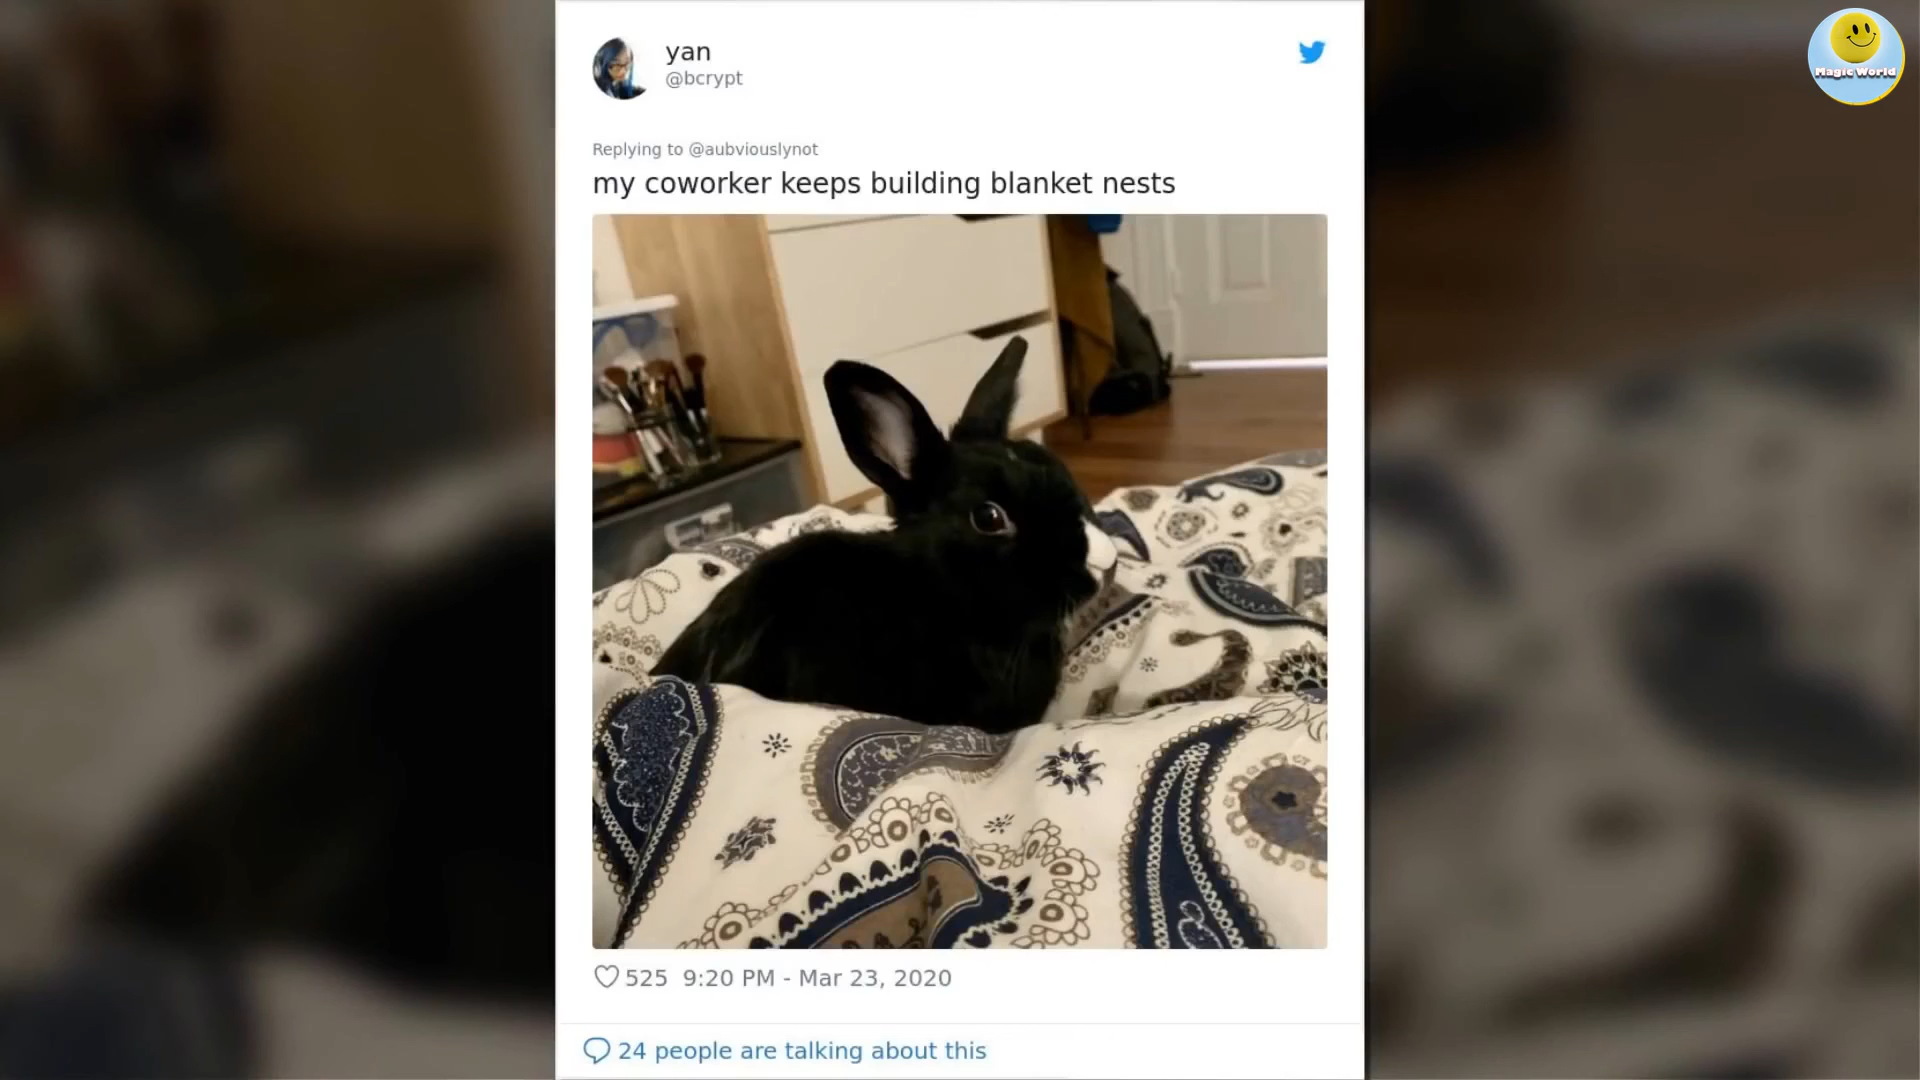 yan
@bcrypt
Magic World
Replying to @aubviouslynot
my coworker keeps building blanket nests
525 9:20 PM - Mar 23, 2020
24 people are talking about this